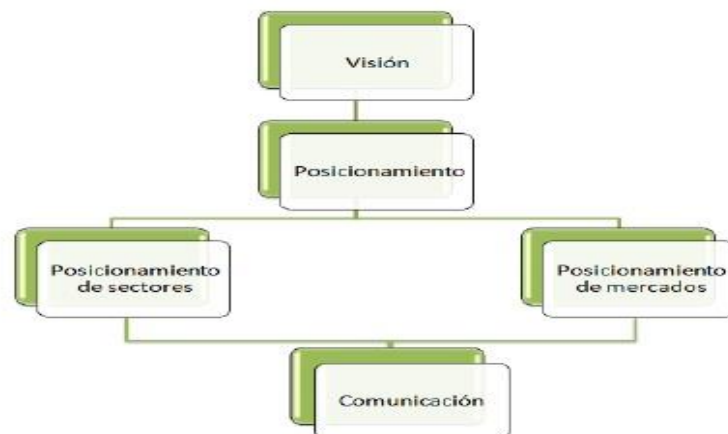 Visión
Posicionamiento
Posicionamiento
de sectores
Posicionamiento
de mercados
Comunicación